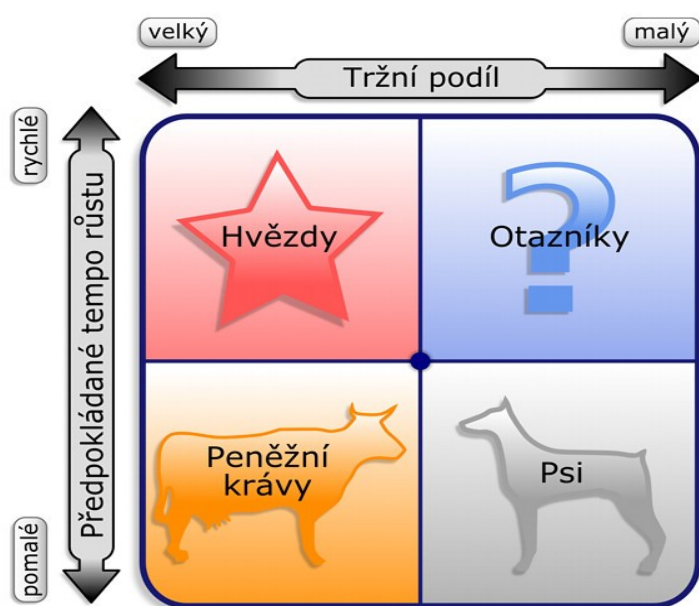 velký
malý
Tržní podíl
rychlé
Předpokládané tempo růstu
pomalé
Hvězdy
Otazníky
Peněžní
krávy
Psi